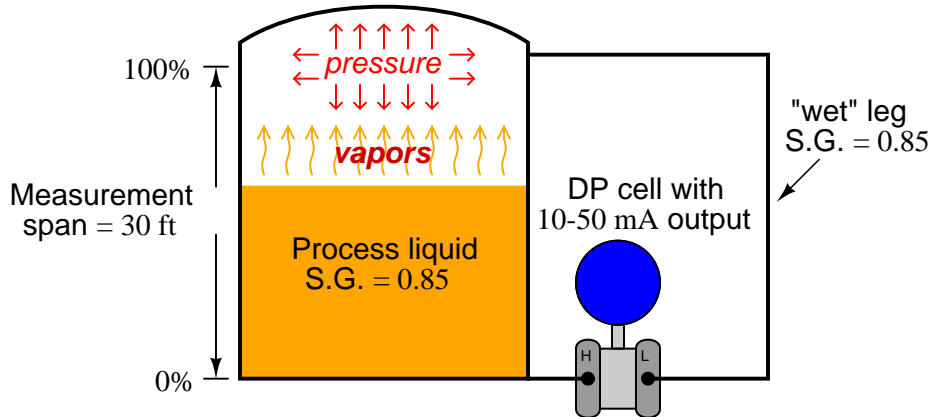 100%
pressure
"wet" leg
S.G. = 0.85
vapors
Measurement
span = 30 ft
DP cell with
10-50 mA output
Process liquid
S.G. = 0.85
H
L
0%